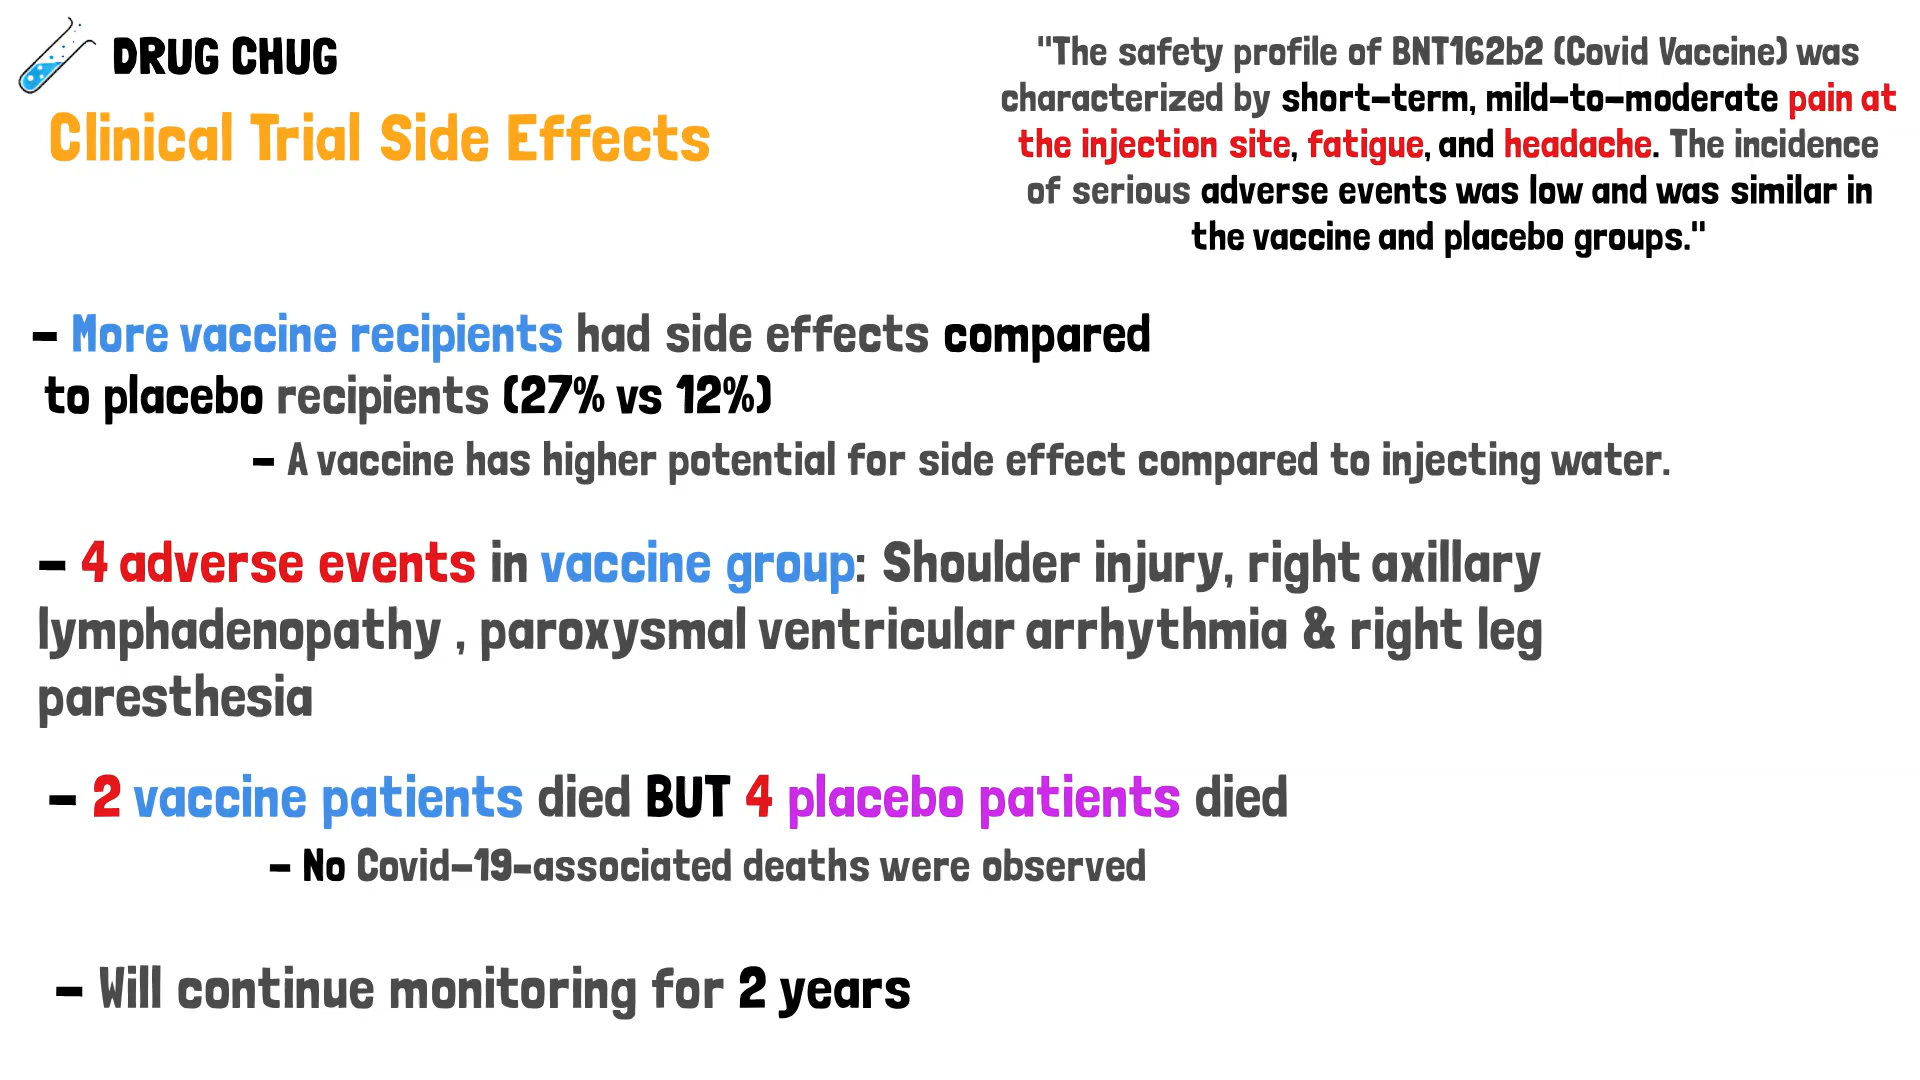 DRUG CHUG
Clinical Trial Side Effects
"The safety profile of BNT162b2 (Covid Vaccine) was
characterized by short-term, mild-to-moderate pain at
the injection site, fatigue, and headache. The incidence
of serious adverse events was low and was similar in
the vaccine and placebo groups."
- More vaccine recipients had side effects compared
to placebo recipients (27% vs 12%)
- A vaccine has higher potential for side effect compared to injecting water.
- 4 adverse events in vaccine group: Shoulder injury, right axillary
lymphadenopathy , paroxysmal ventricular arrhythmia & right leg
paresthesia
- 2 vaccine patients died BUT 4 placebo patients died
- No Covid-19-associated deaths were observed
- Will continue monitoring for 2 years